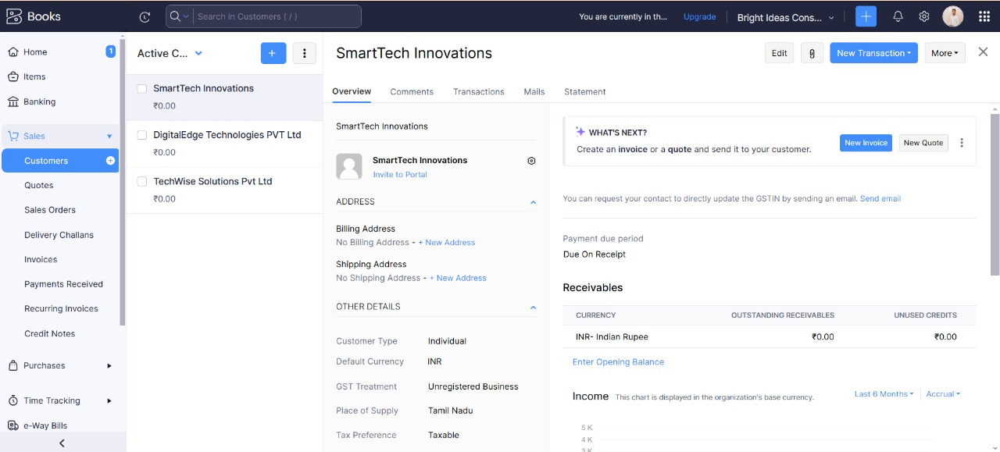 Books
Search in Customers ( / )
You are currently in th...
Upgrade
Bright Ideas Cons...
Home
1
Items
Banking
Sales
Customers
Quotes
Sales Orders
Delivery Challans
Invoices
Payments Received
Recurring Invoices
Credit Notes
Purchases
Time Tracking
e-Way Bills
Active C...
SmartTech Innovations
₹0.00
DigitalEdge Technologies PVT Ltd
₹0.00
TechWise Solutions Pvt Ltd
₹0.00
SmartTech Innovations
Edit
New Transaction
More
Overview
Comments
Transactions
Mails
Statement
SmartTech Innovations
SmartTech Innovations
Invite to Portal
ADDRESS
Billing Address
No Billing Address - + New Address
Shipping Address
No Shipping Address - + New Address
OTHER DETAILS
Customer Type Individual
Default Currency INR
GST Treatment Unregistered Business
Place of Supply Tamil Nadu
Tax Preference Taxable
WHAT'S NEXT?
Create an invoice or a quote and send it to your customer.
New Invoice
New Quote
You can request your contact to directly update the GSTIN by sending an email. Send email
Payment due period
Due On Receipt
Receivables
CURRENCY OUTSTANDING RECEIVABLES UNUSED CREDITS
INR- Indian Rupee ₹0.00 ₹0.00
Enter Opening Balance
Income This chart is displayed in the organization's base currency. Last 6 Months Accrual
5 K
4 K
3 K